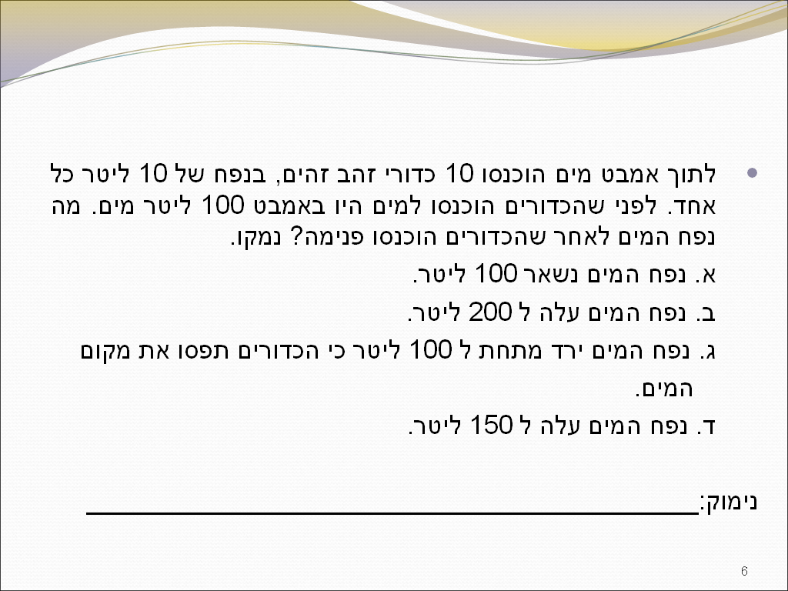 • לתוך אמבט מים הוכנסו 10 כדורי זהב זהים, בנפח של 10 ליטר כל
אחד. לפני שהכדורים הוכנסו למים היו באמבט 100 ליטר מים. מה
נפח המים לאחר שהכדורים הוכנסו פנימה? נמקו.
א. נפח המים נשאר 100 ליטר.
ב. נפח המים עלה ל 200 ליטר.
ג. נפח המים ירד מתחת ל 100 ליטר כי הכדורים תפסו את מקום
המים.
ד. נפח המים עלה ל 150 ליטר.
נימוק:
6